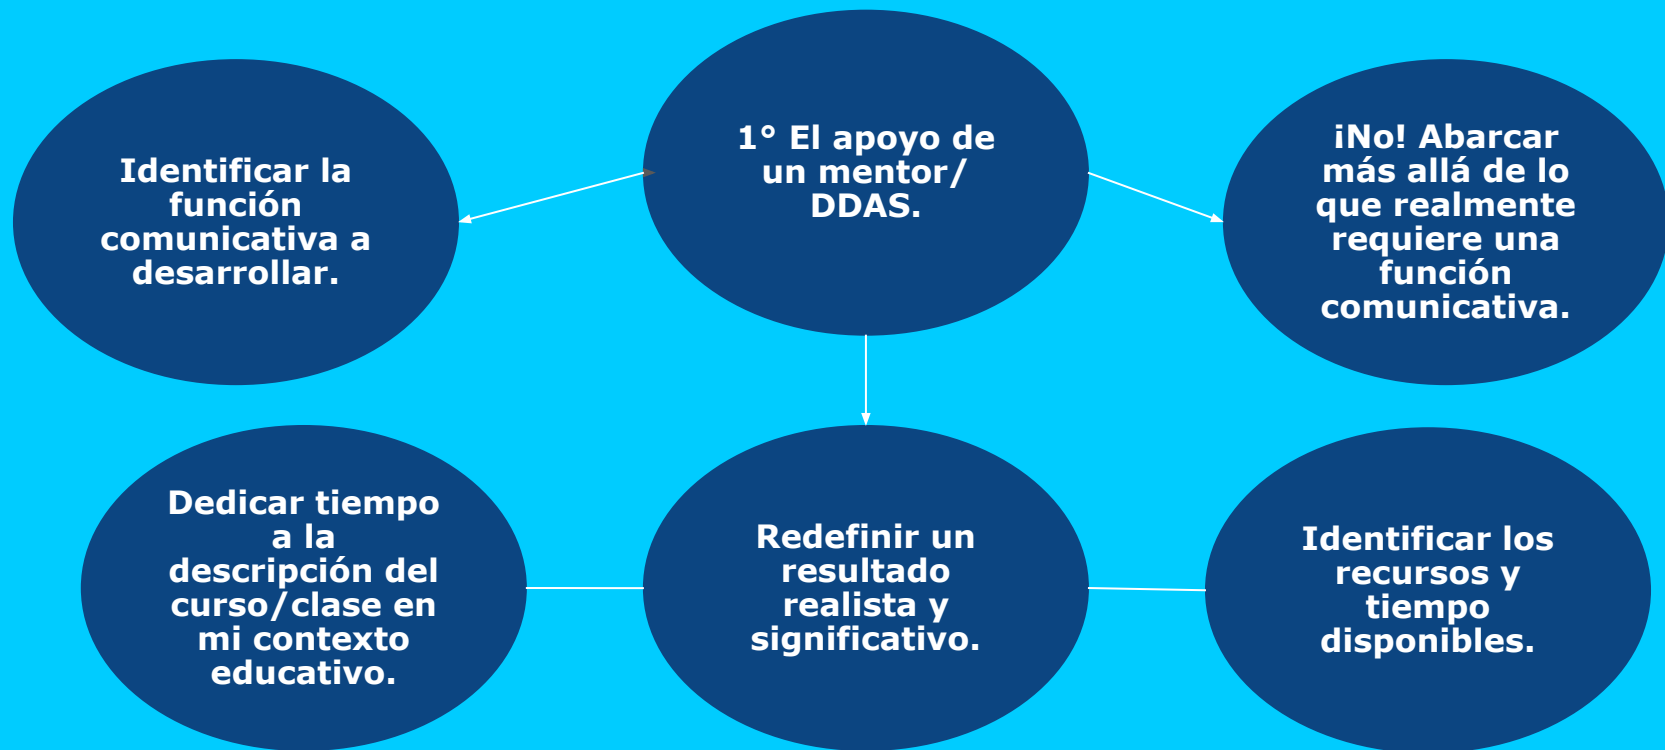 Identificar la
función
comunicativa a
desarrollar.
1° El apoyo de
un mentor/
DDAS.
¡No! Abarcar
más allá de lo
que realmente
requiere una
función
comunicativa.
Dedicar tiempo
a la
descripción del
curso/clase en
mi contexto
educativo.
Redefinir un
resultado
realista y
significativo.
Identificar los
recursos y
tiempo
disponibles.